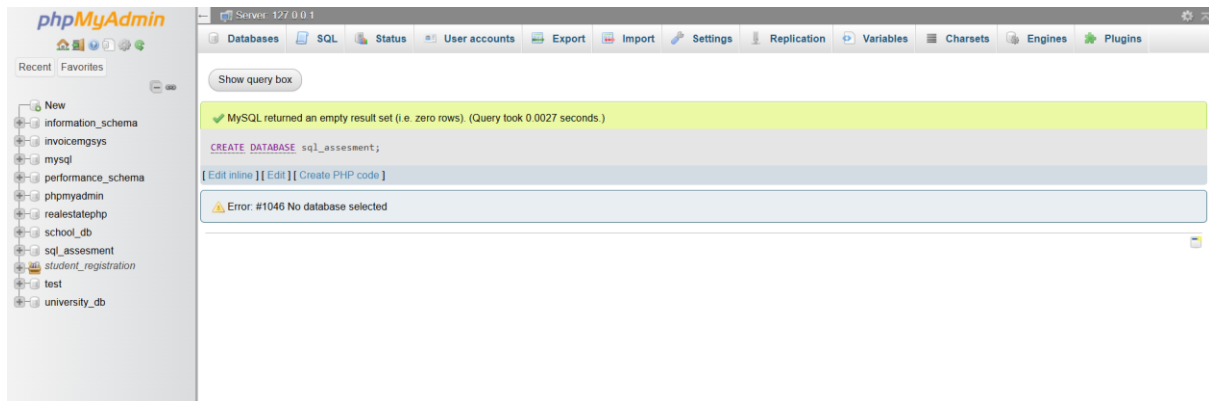 phpMyAdmin
Recent Favorites
New
information_schema
invoicemgsys
mysql
performance_schema
phpmyadmin
realestatephp
school_db
sql_assesment
student_registration
test
university_db
Server: 127.0.0.1
Databases SQL Status User accounts Export Import Settings Replication Variables Charsets Engines Plugins
Show query box
MySQL returned an empty result set (i.e. zero rows). (Query took 0.0027 seconds.)
CREATE DATABASE sql_assesment;
[ Edit inline ] [ Edit ] [ Create PHP code ]
Error: #1046 No database selected